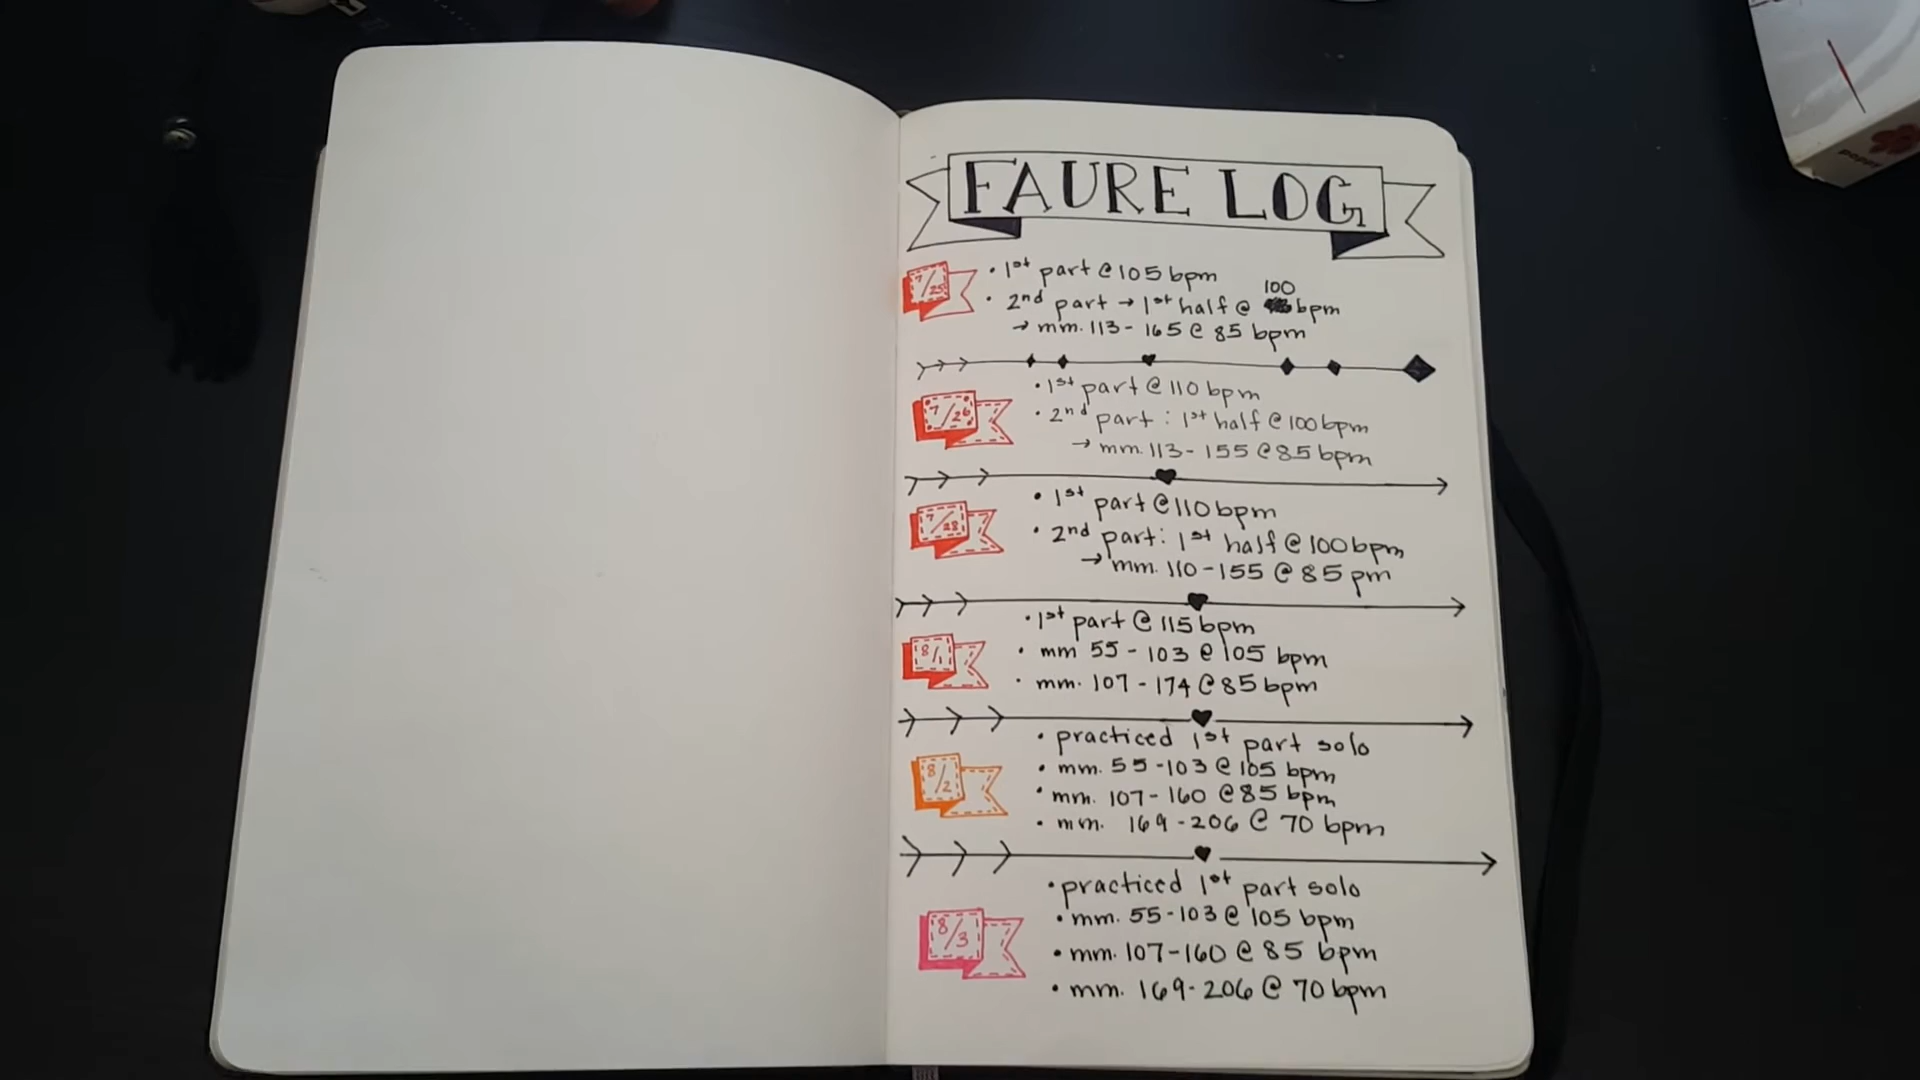 FAURE LOG
7/25
• 1st part @ 105 bpm
100
• 2nd part → 1st half @ bpm
→ mm. 113 - 165 @ 85 bpm
7/26
• 1st part @ 110 bpm
• 2nd part : 1st half @ 100 bpm
→ mm. 113 - 155 @ 85 bpm
7/28
• 1st part @ 110 bpm
• 2nd part: 1st half @ 100 bpm
→ mm. 110 - 155 @ 85 pm
8/1
• 1st part @ 115 bpm
• mm 55 - 103 @ 105 bpm
• mm. 107 - 174 @ 85 bpm
8/2
• practiced 1st part solo
• mm. 55 - 103 @ 105 bpm
• mm. 107 - 160 @ 85 bpm
• mm. 169 - 206 @ 70 bpm
8/3
• practiced 1st part solo
• mm. 55 - 103 @ 105 bpm
• mm. 107 - 160 @ 85 bpm
• mm. 169 - 206 @ 70 bpm